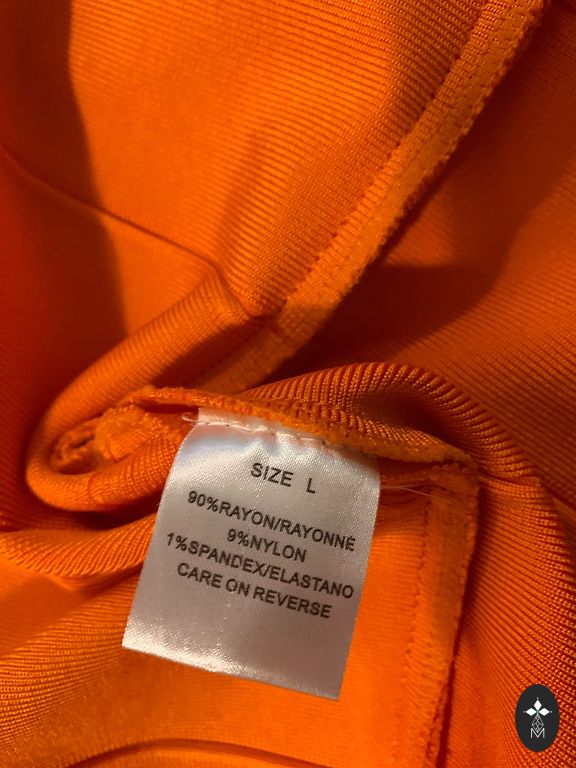 SIZE L
90%RAYON/RAYONNE
9%NYLON
1%SPANDEX/ELASTANO
CARE ON REVERSE
M